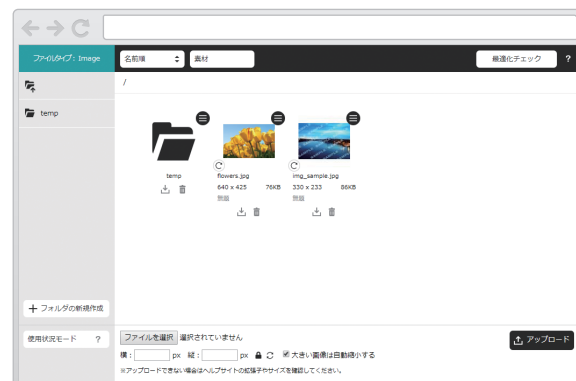 ファイルタイプ : Image
名前順
素材
最適化チェック
?
/
temp
temp
flowers.jpg
640 x 425 76KB
無題
img_sample.jpg
330 x 233 86KB
無題
フォルダの新規作成
使用状況モード ?
ファイルを選択 選択されていません
横 : px 縦 : px 大きい画像は自動縮小する
※アップロードできない場合はヘルプサイトの拡張子やサイズを確認してください。
アップロード